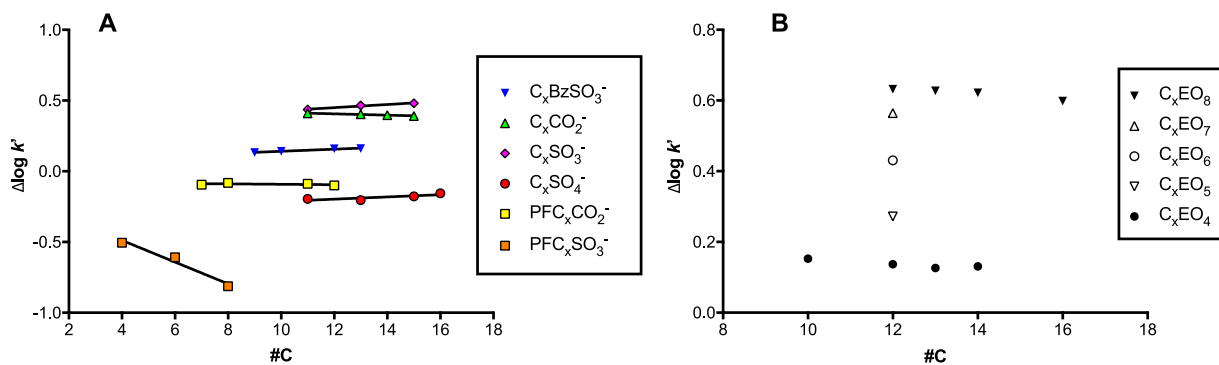 A
Δlog k'
1.0
0.5
0.0
-0.5
-1.0
2 4 6 8 10 12 14 16 18
#C
CₓBzSO₃⁻
CₓCO₂⁻
CₓSO₃⁻
CₓSO₄⁻
PFCₓCO₂⁻
PFCₓSO₃⁻
B
Δlog k'
0.8
0.6
0.4
0.2
0.0
8 10 12 14 16 18
#C
CₓEO₈
CₓEO₇
CₓEO₆
CₓEO₅
CₓEO₄